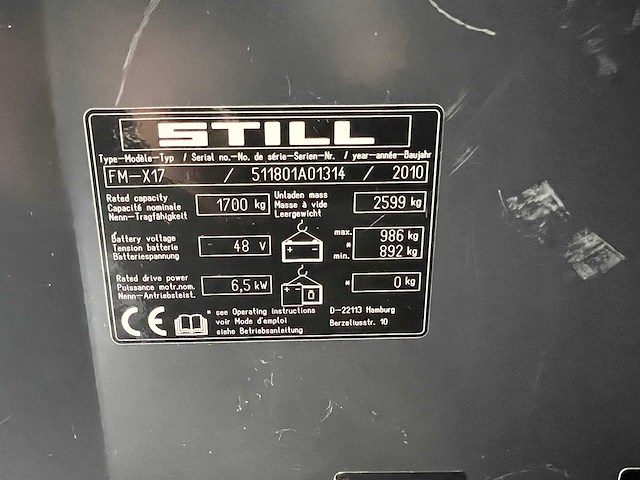 STILL
Type-Modèle-Typ / Serial no.-No. de série-Serien-Nr. / year-année-Baujahr
FM-X17 / 511801A01314 / 2010
Rated capacity
Capacité nominale
Nenn-Tragfähigkeit
1700 kg
Unladen mass
Masse à vide
Leergewicht
2599 kg
Battery voltage
Tension batterie
Batteriespannung
48 V
max. 986 kg
*
min. 892 kg
Rated drive power
Puissance motr.nom.
Nenn-Antriebsleist.
6,5 kW
* 0 kg
CE
* see Operating instructions
voir Mode d'emploi
siehe Betriebsanleitung
D-22113 Hamburg
Berzeliusstr. 10